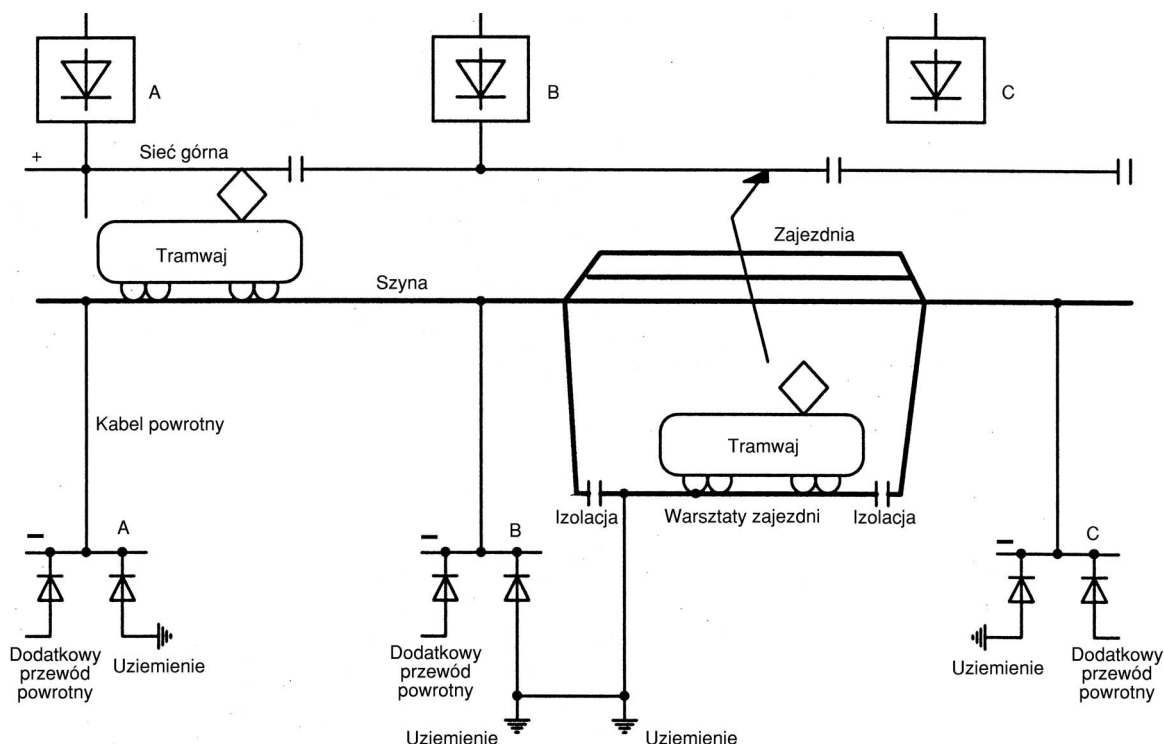 A
B
C
+
Sieć górna
Tramwaj
Zajezdnia
Szyna
Kabel powrotny
Tramwaj
Izolacja
Warsztaty zajezdni
Izolacja
–
A
–
B
–
C
Dodatkowy
przewód
powrotny
Uziemienie
Dodatkowy
przewód
powrotny
Uziemienie
Dodatkowy
przewód
powrotny
Uziemienie
Uziemienie